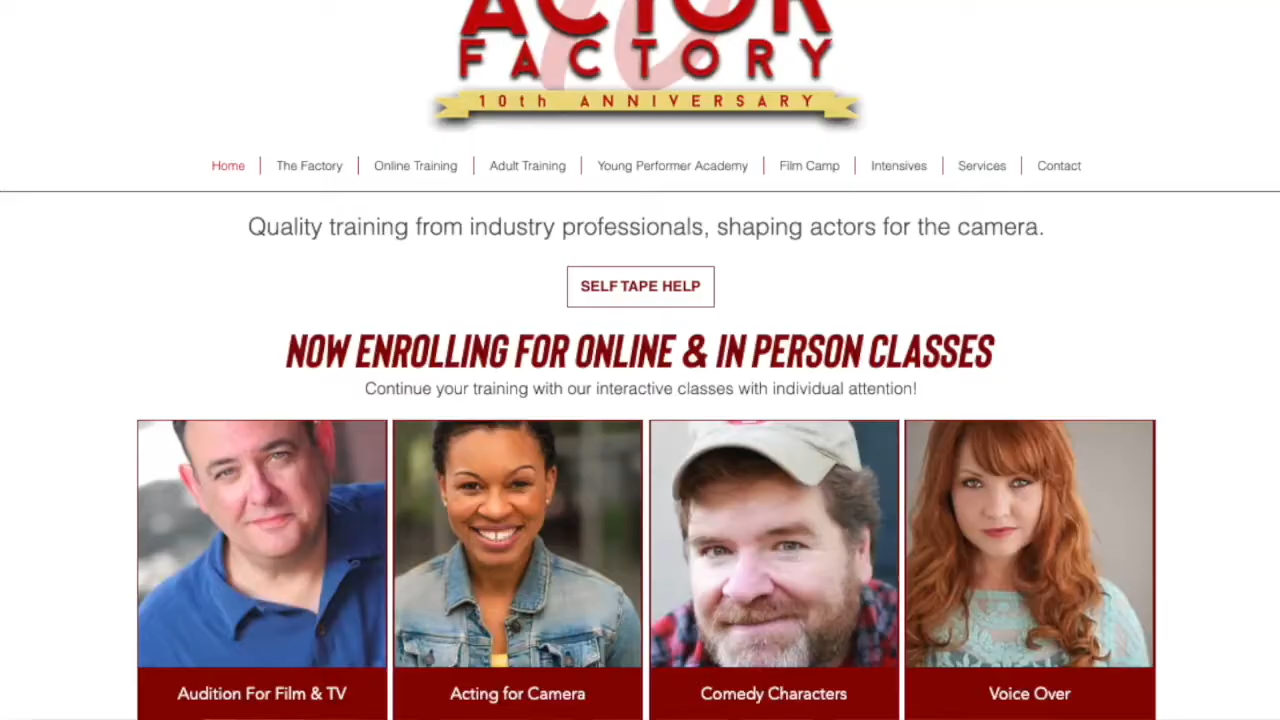 ACTOR
FACTORY
10th ANNIVERSARY
Home
The Factory
Online Training
Adult Training
Young Performer Academy
Film Camp
Intensives
Services
Contact
Quality training from industry professionals, shaping actors for the camera.
SELF TAPE HELP
NOW ENROLLING FOR ONLINE & IN PERSON CLASSES
Continue your training with our interactive classes with individual attention!
Audition For Film & TV
Acting for Camera
Comedy Characters
Voice Over